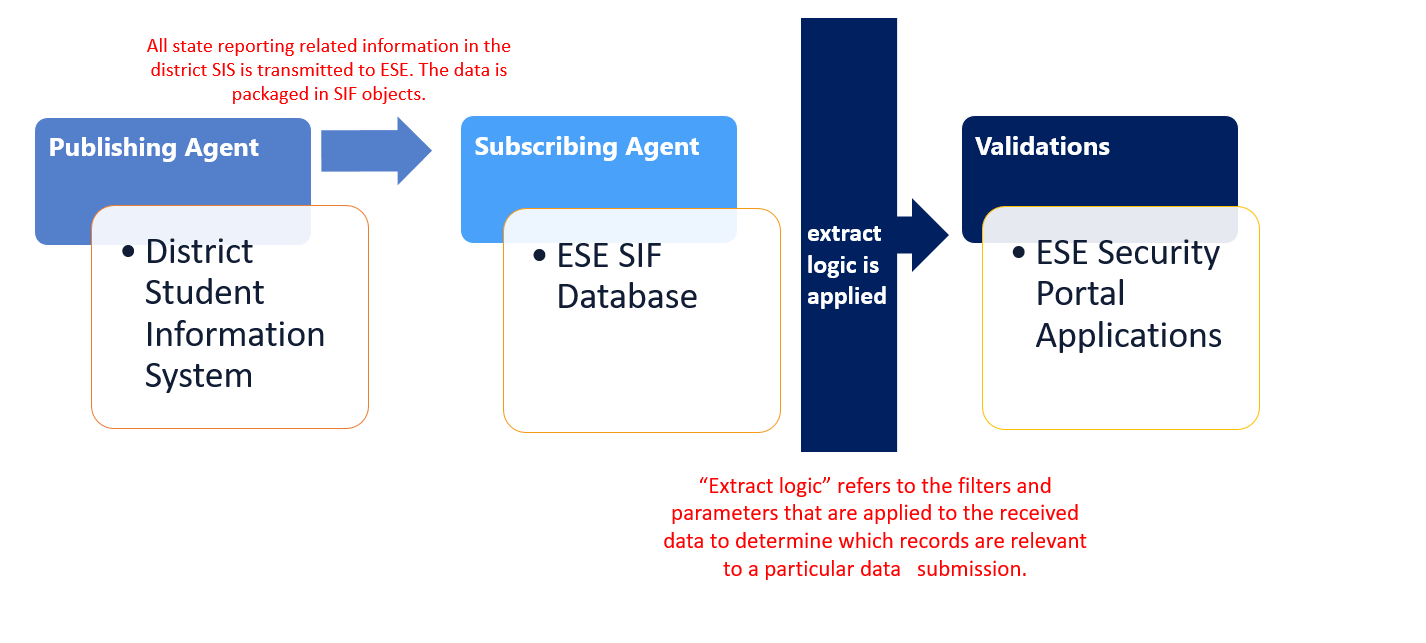 All state reporting related information in the
district SIS is transmitted to ESE. The data is
packaged in SIF objects.
Publishing Agent
• District
Student
Information
System
Subscribing Agent
• ESE SIF
Database
extract
logic is
applied
Validations
• ESE Security
Portal
Applications
“Extract logic” refers to the filters and
parameters that are applied to the received
data to determine which records are relevant
to a particular data   submission.